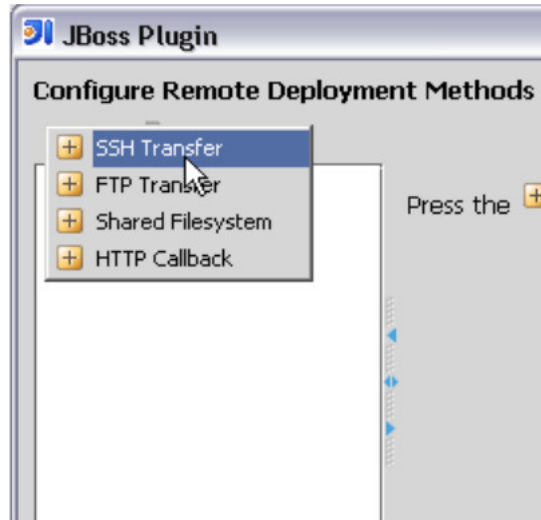 JBoss Plugin
Configure Remote Deployment Methods
SSH Transfer
FTP Transfer
Shared Filesystem
HTTP Callback
Press the